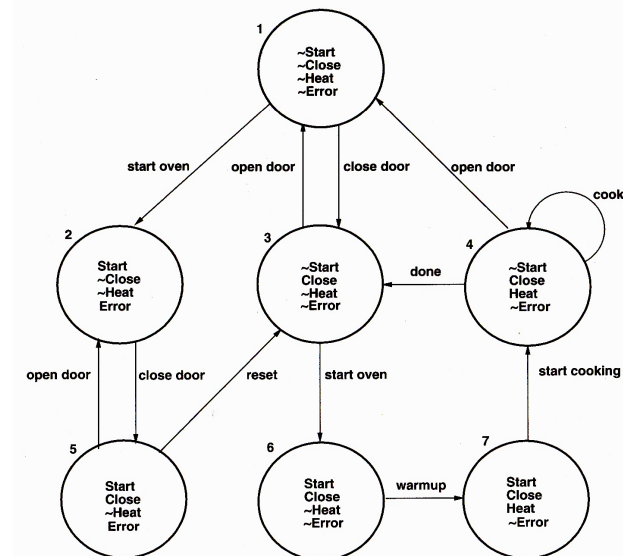 1
~Start
~Close
~Heat
~Error
start oven
open door
close door
open door
cook
2
Start
~Close
~Heat
Error
3
~Start
Close
~Heat
~Error
4
~Start
Close
Heat
~Error
done
open door
close door
reset
start oven
start cooking
5
Start
Close
~Heat
Error
6
Start
Close
~Heat
~Error
warmup
7
Start
Close
Heat
~Error